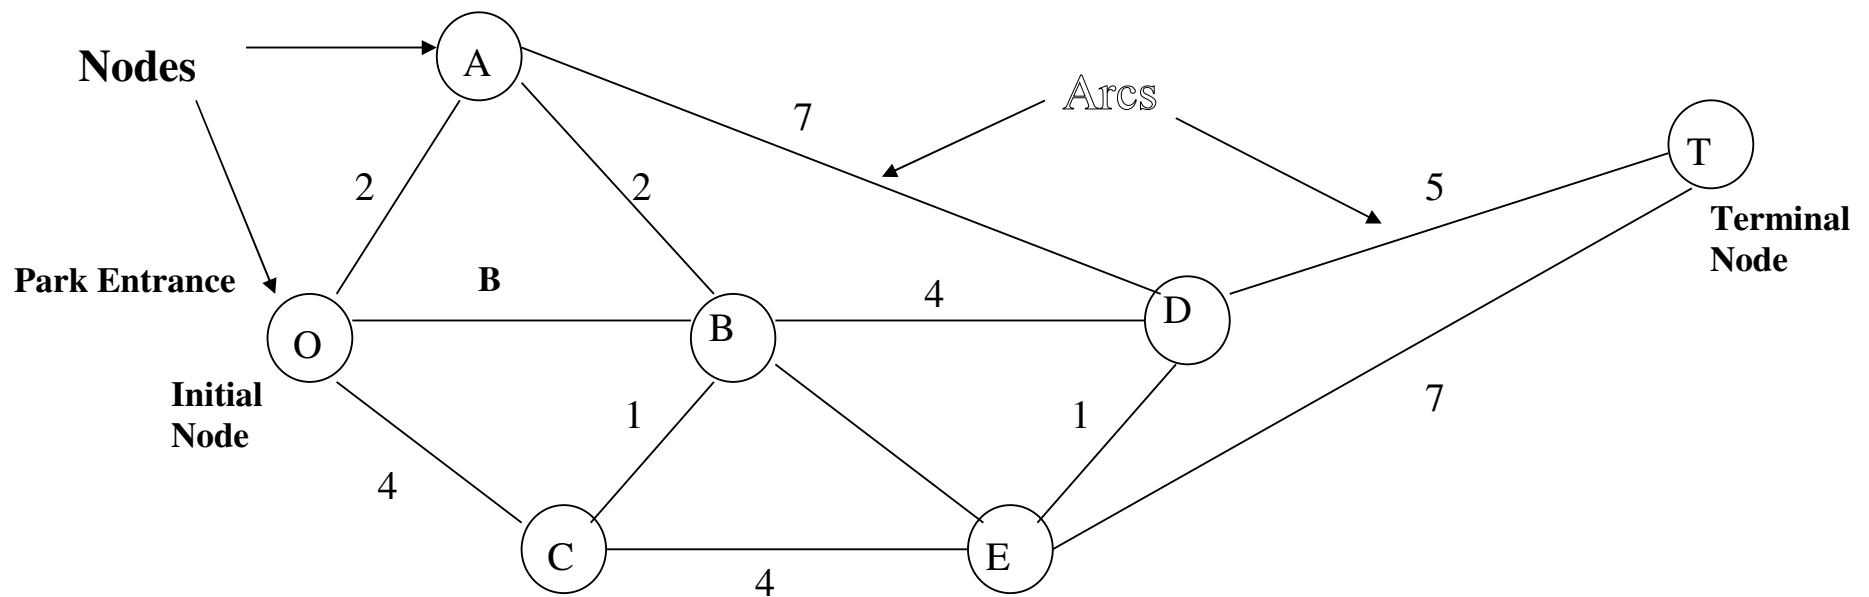 Nodes
A
7
Arcs
T
2
2
5
Terminal
Node
Park Entrance
B
4
D
O
B
Initial
Node
1
1
7
4
C
E
4